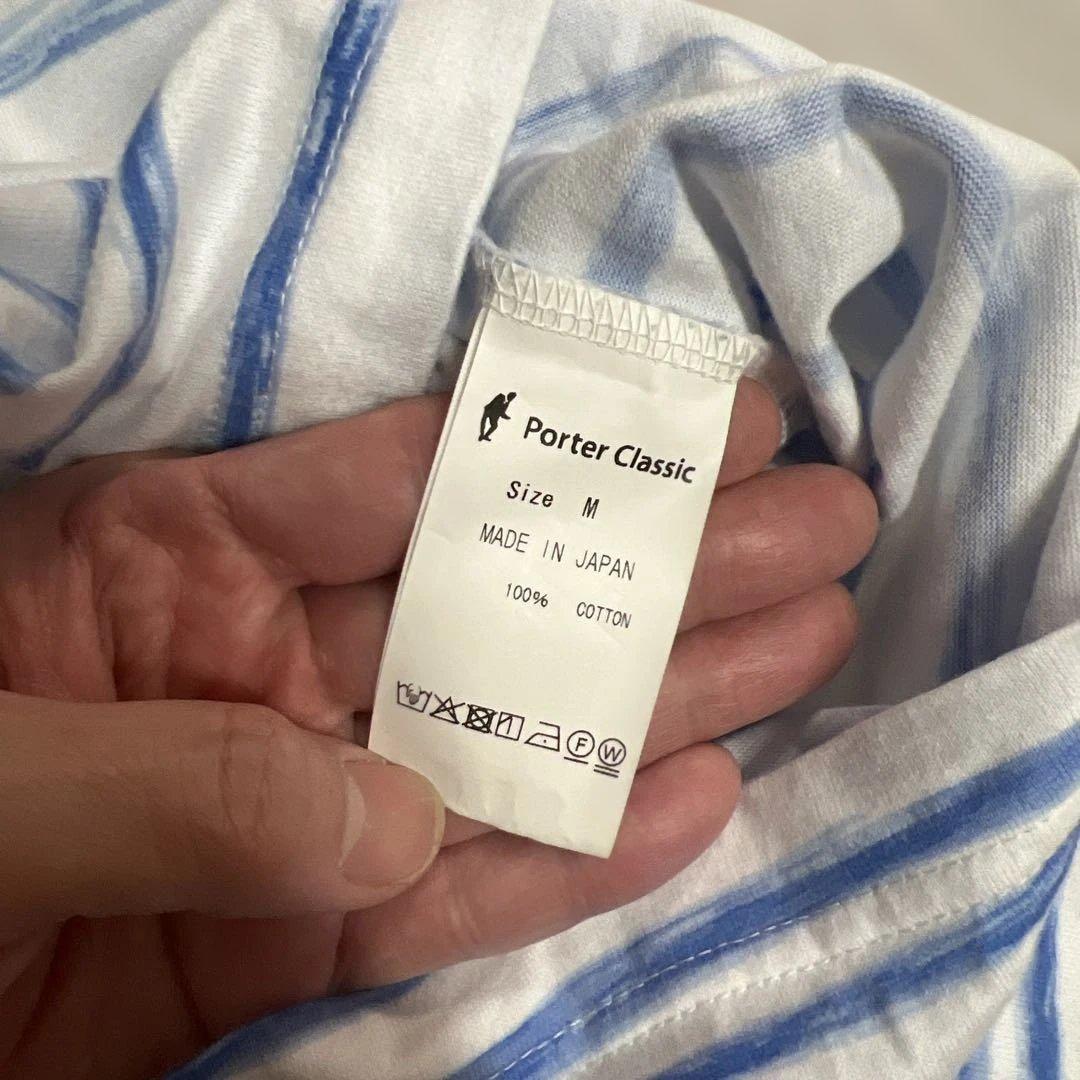 Porter Classic
Size M
MADE IN JAPAN
100% COTTON
F W